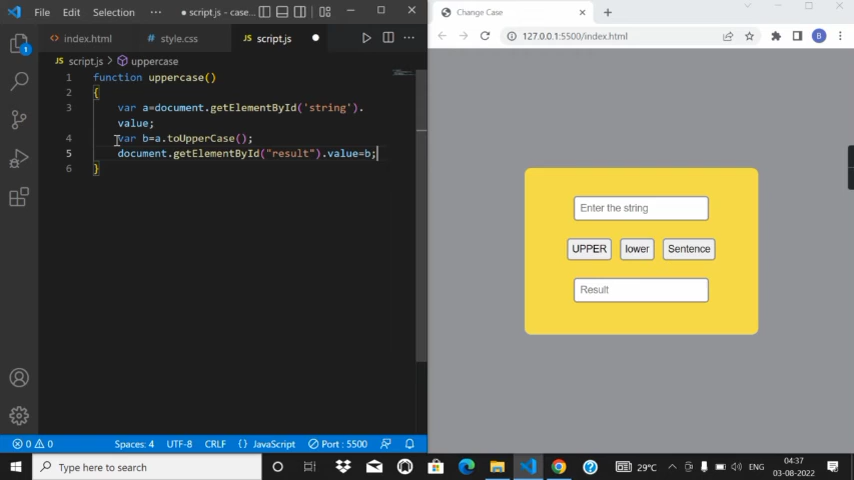 File Edit Selection ··· ● script.js - case...
Change Case
index.html
style.css
script.js ●
127.0.0.1:5500/index.html
script.js > uppercase
1 function uppercase()
2 {
3 var a=document.getElementById('string').
value;
4 var b=a.toUpperCase();
5 document.getElementById("result").value=b;
6 }
1
B
Enter the string
UPPER lower Sentence
Result
0 0 Spaces: 4 UTF-8 CRLF {} JavaScript Port : 5500
Type here to search
29°C ENG 04:37
03-08-2022